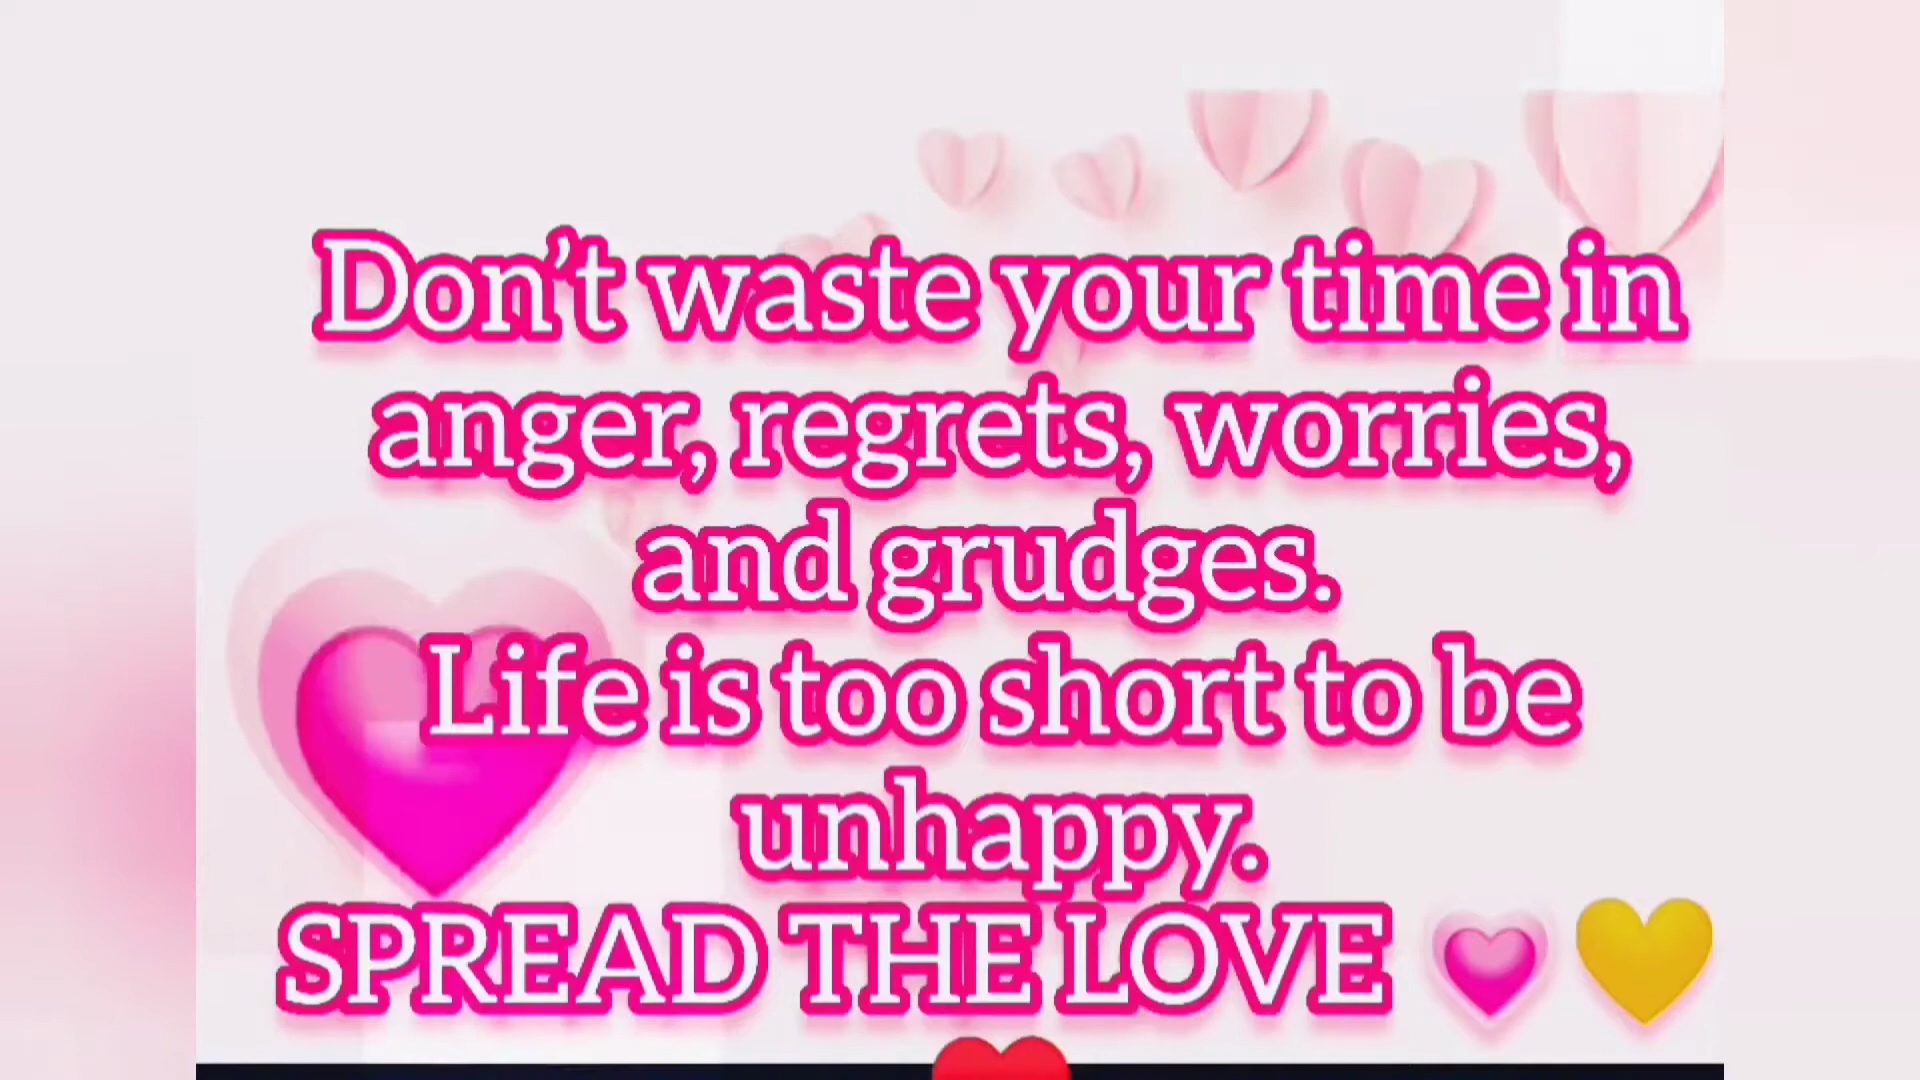 Don’t waste your time in
anger, regrets, worries,
and grudges.
Life is too short to be
unhappy.
SPREAD THE LOVE 💗 💛